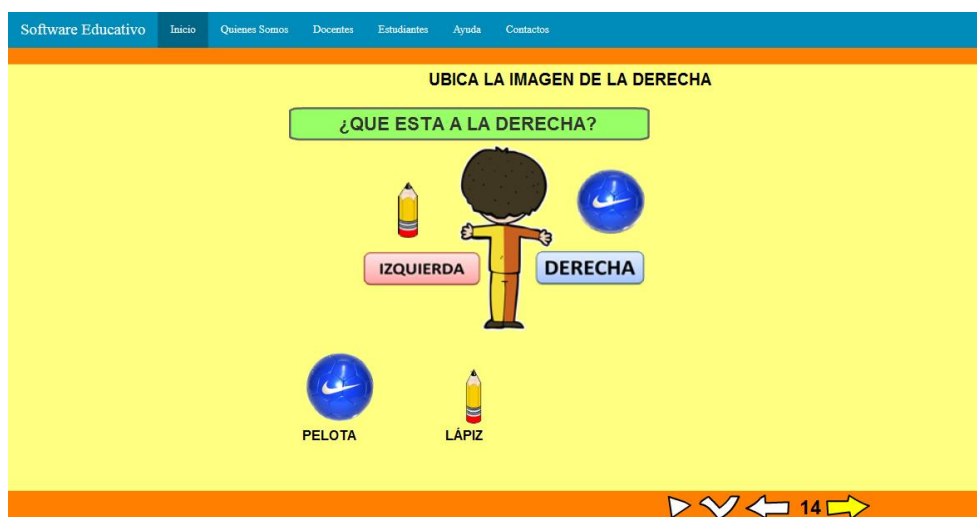 Software Educativo Inicio Quienes Somos Docentes Estudiantes Ayuda Contactos
UBICA LA IMAGEN DE LA DERECHA
¿QUE ESTA A LA DERECHA?
IZQUIERDA DERECHA
PELOTA LÁPIZ
14